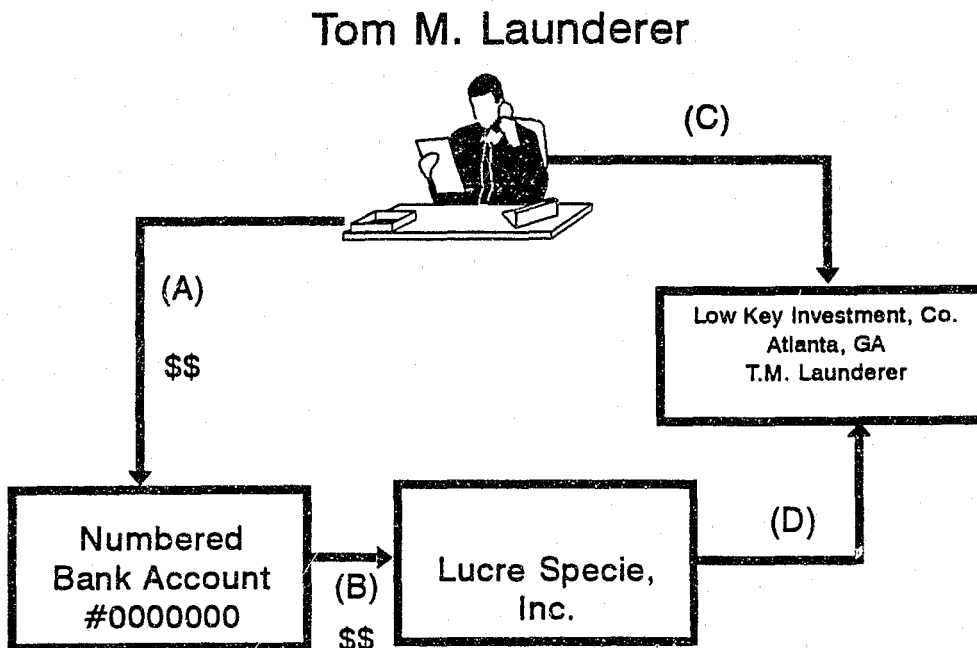 Tom M. Launderer
(C)
(A)
$$
Low Key Investment, Co.
Atlanta, GA
T.M. Launderer
Numbered
Bank Account
#0000000
(B)
$$
Lucre Specie,
Inc.
(D)